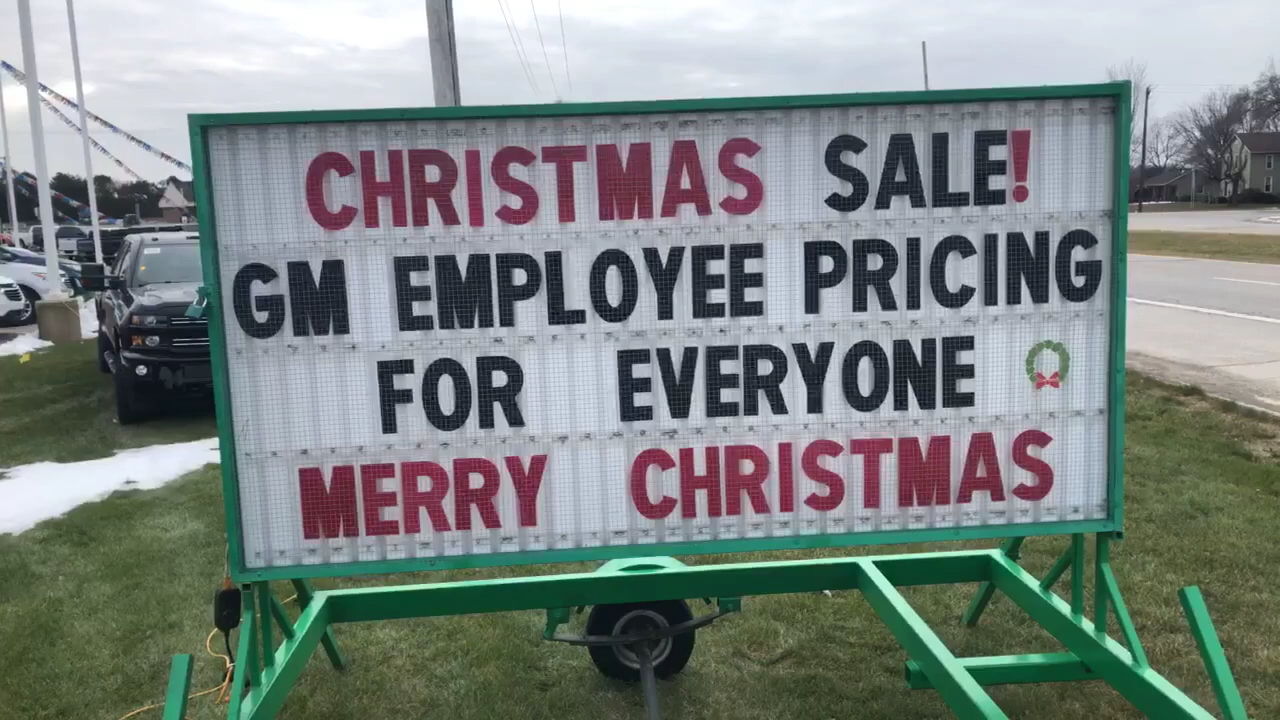 CHRISTMAS SALE!
GM EMPLOYEE PRICING
FOR EVERYONE
MERRY CHRISTMAS